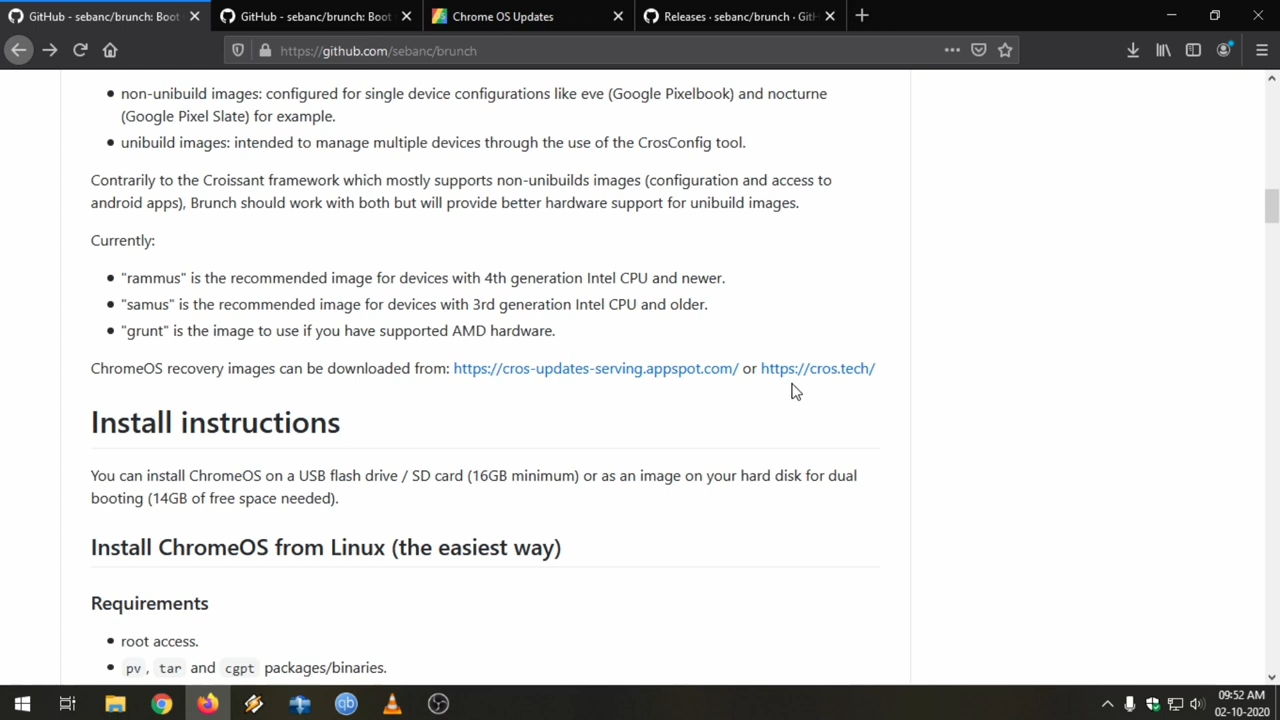 GitHub - sebanc/brunch: Boot
GitHub - sebanc/brunch: Boot
Chrome OS Updates
Releases · sebanc/brunch · GitH
https://github.com/sebanc/brunch
non-unibuild images: configured for single device configurations like eve (Google Pixelbook) and nocturne
(Google Pixel Slate) for example.
unibuild images: intended to manage multiple devices through the use of the CrosConfig tool.
Contrarily to the Croissant framework which mostly supports non-unibuilds images (configuration and access to
android apps), Brunch should work with both but will provide better hardware support for unibuild images.
Currently:
"rammus" is the recommended image for devices with 4th generation Intel CPU and newer.
"samus" is the recommended image for devices with 3rd generation Intel CPU and older.
"grunt" is the image to use if you have supported AMD hardware.
ChromeOS recovery images can be downloaded from: https://cros-updates-serving.appspot.com/ or https://cros.tech/
Install instructions
You can install ChromeOS on a USB flash drive / SD card (16GB minimum) or as an image on your hard disk for dual
booting (14GB of free space needed).
Install ChromeOS from Linux (the easiest way)
Requirements
root access.
pv , tar and cgpt packages/binaries.
qb
09:52 AM
02-10-2020